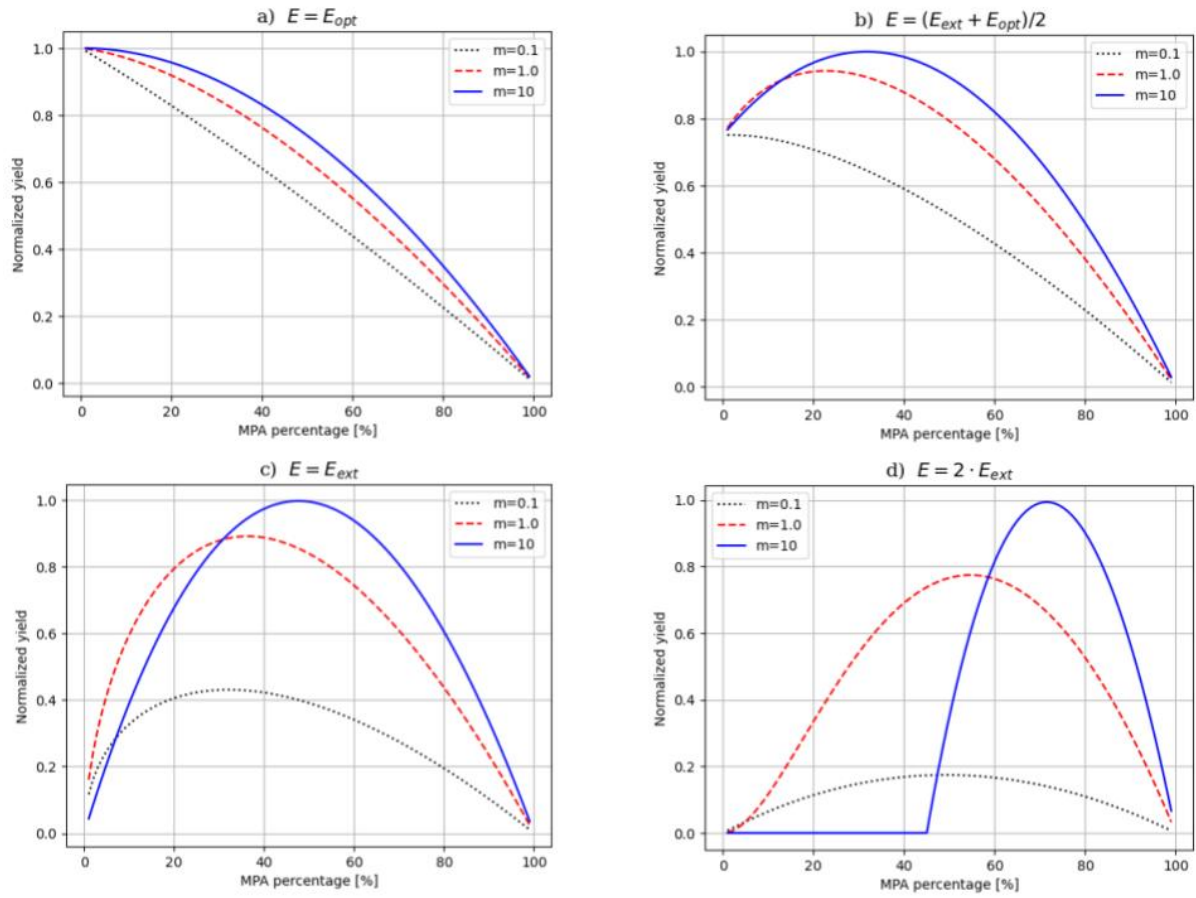 a) E = E_opt
1.0
0.8
0.6
0.4
0.2
0.0
Normalized yield
m=0.1
m=1.0
m=10
0 20 40 60 80 100
MPA percentage [%]
b) E = (E_ext + E_opt)/2
1.0
0.8
0.6
0.4
0.2
0.0
Normalized yield
m=0.1
m=1.0
m=10
0 20 40 60 80 100
MPA percentage [%]
c) E = E_ext
1.0
0.8
0.6
0.4
0.2
0.0
Normalized yield
m=0.1
m=1.0
m=10
0 20 40 60 80 100
MPA percentage [%]
d) E = 2 · E_ext
1.0
0.8
0.6
0.4
0.2
0.0
Normalized yield
m=0.1
m=1.0
m=10
0 20 40 60 80 100
MPA percentage [%]